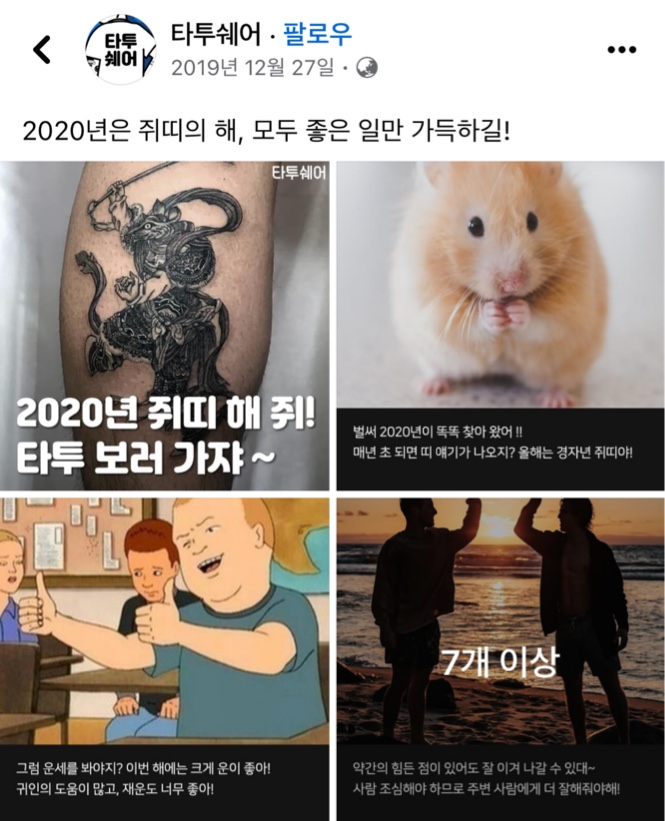 타투
쉐어
타투쉐어 · 팔로우
2019년 12월 27일 ·
2020년은 쥐띠의 해, 모두 좋은 일만 가득하길!
타투쉐어
2020년 쥐띠 해 쥐!
타투 보러 가쟈~
벌써 2020년이 똑똑 찾아 왔어 !!
매년 초 되면 띠 얘기가 나오지? 올해는 경자년 쥐띠야!
그럼 운세를 봐야지? 이번 해에는 크게 운이 좋아!
귀인의 도움이 많고, 재운도 너무 좋아!
7개 이상
약간의 힘든 점이 있어도 잘 이겨 나갈 수 있대~
사람 조심해야 하므로 주변 사람에게 더 잘해줘야해!